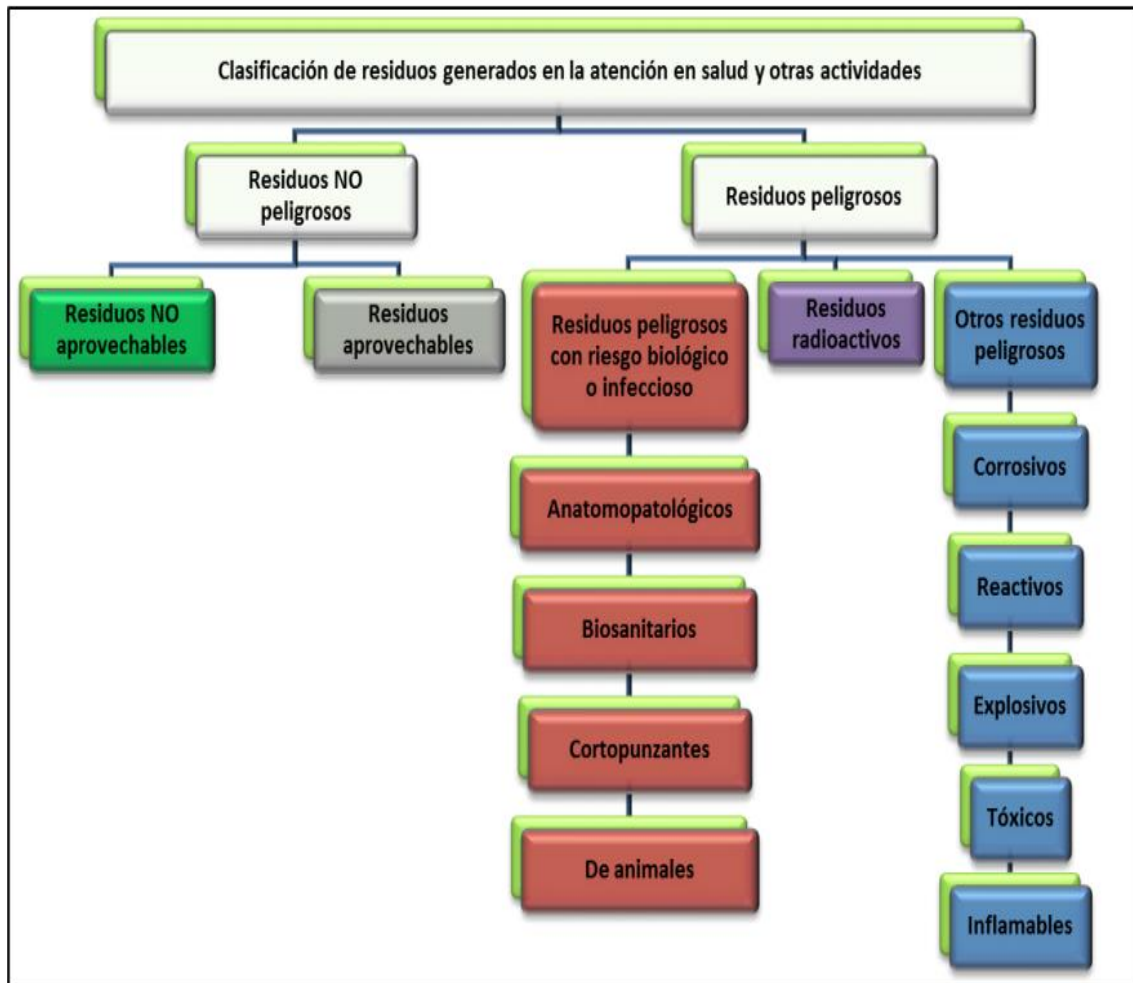 Clasificación de residuos generados en la atención en salud y otras actividades
Residuos NO
peligrosos
Residuos peligrosos
Residuos NO
aprovechables
Residuos
aprovechables
Residuos peligrosos
con riesgo biológico
o infeccioso
Residuos
radioactivos
Otros residuos
peligrosos
Anatomopatológicos
Biosanitarios
Cortopunzantes
De animales
Corrosivos
Reactivos
Explosivos
Tóxicos
Inflamables